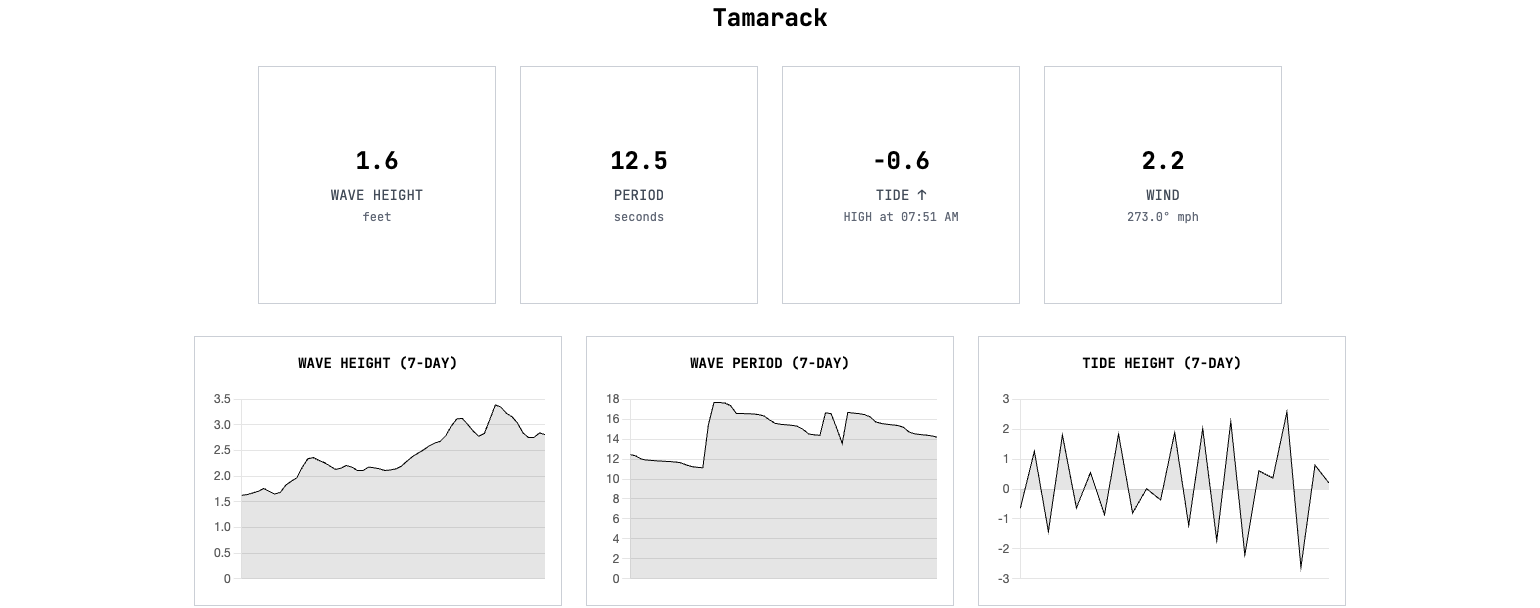 Tamarack
1.6
WAVE HEIGHT
feet
12.5
PERIOD
seconds
-0.6
TIDE ↑
HIGH at 07:51 AM
2.2
WIND
273.0° mph
WAVE HEIGHT (7-DAY)
3.5
3.0
2.5
2.0
1.5
1.0
0.5
0
WAVE PERIOD (7-DAY)
18
16
14
12
10
8
6
4
2
0
TIDE HEIGHT (7-DAY)
3
2
1
0
-1
-2
-3